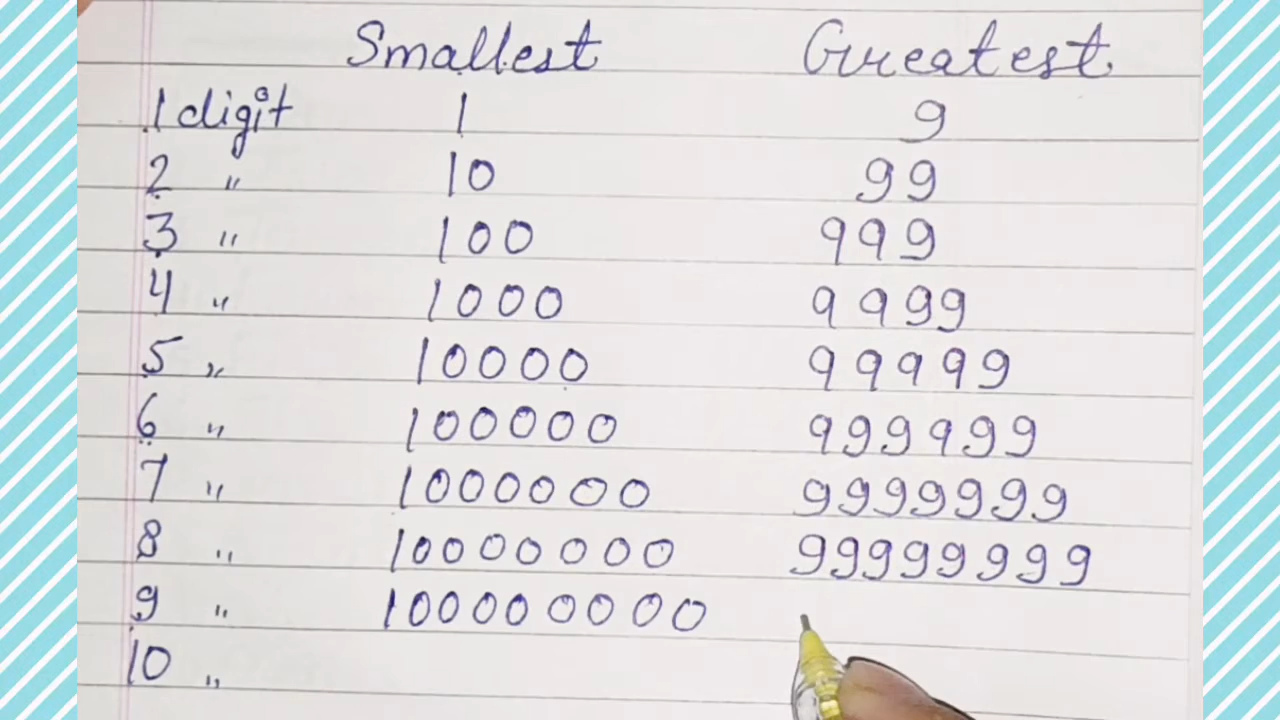 Smallest Greatest
1 digit 1 9
2 " 10 99
3 " 100 999
4 " 1000 9999
5 " 10000 99999
6 " 100000 999999
7 " 1000000 9999999
8 " 10000000 99999999
9 " 100000000
10 "